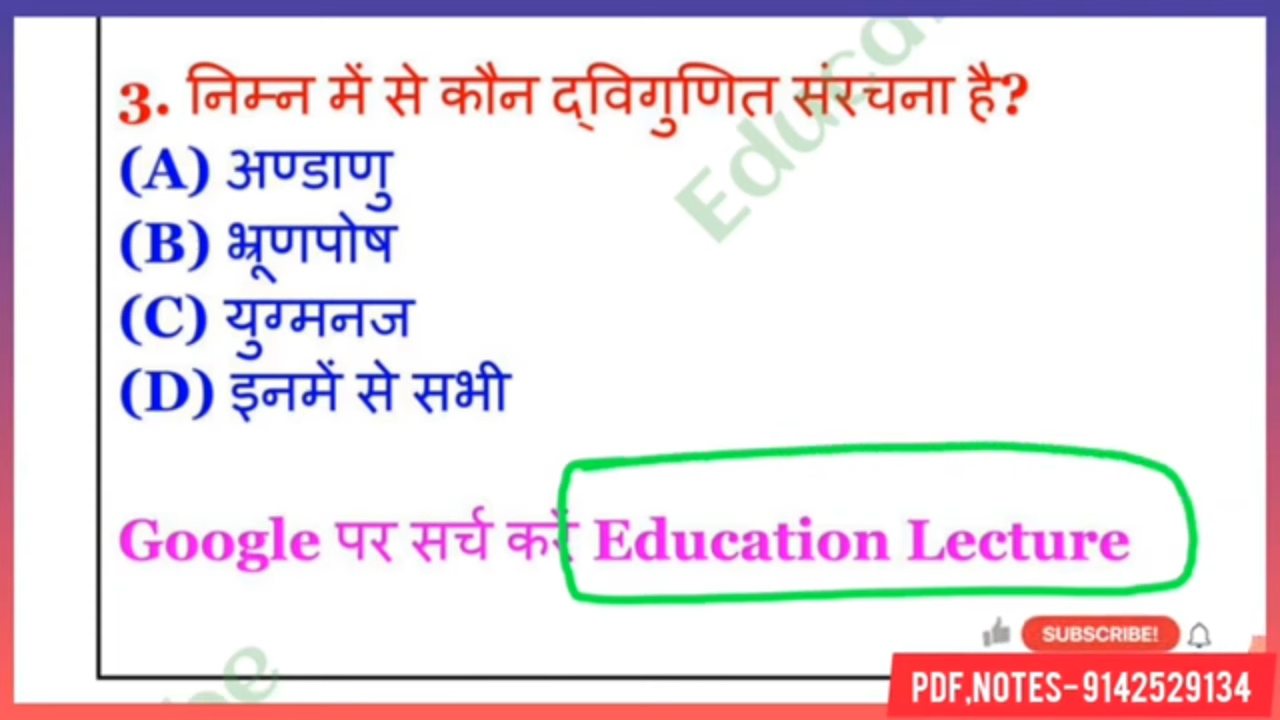 3. निम्न में से कौन द्विगुणित संरचना है?
(A) अण्डाणु
(B) भ्रूणपोष
(C) युग्मनज
(D) इनमें से सभी
Google पर सर्च करें Education Lecture
SUBSCRIBE!
PDF,NOTES-9142529134